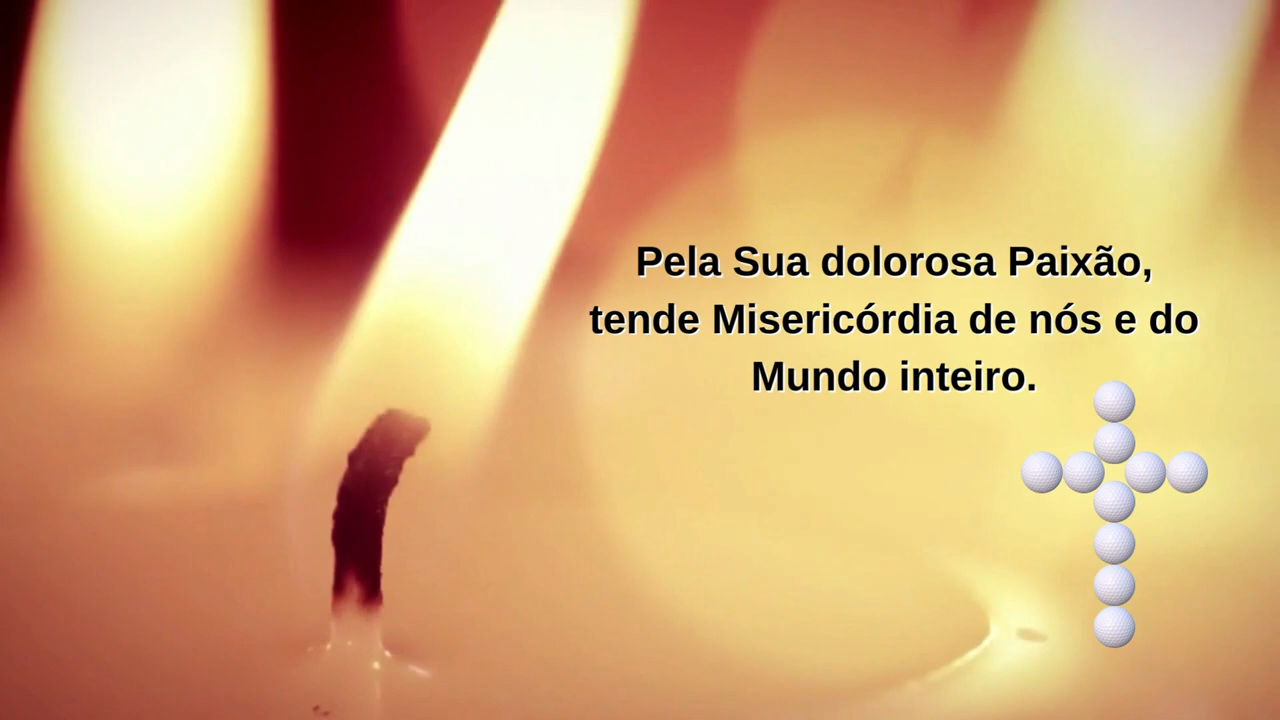 Pela Sua dolorosa Paixão,
tende Misericórdia de nós e do
Mundo inteiro.